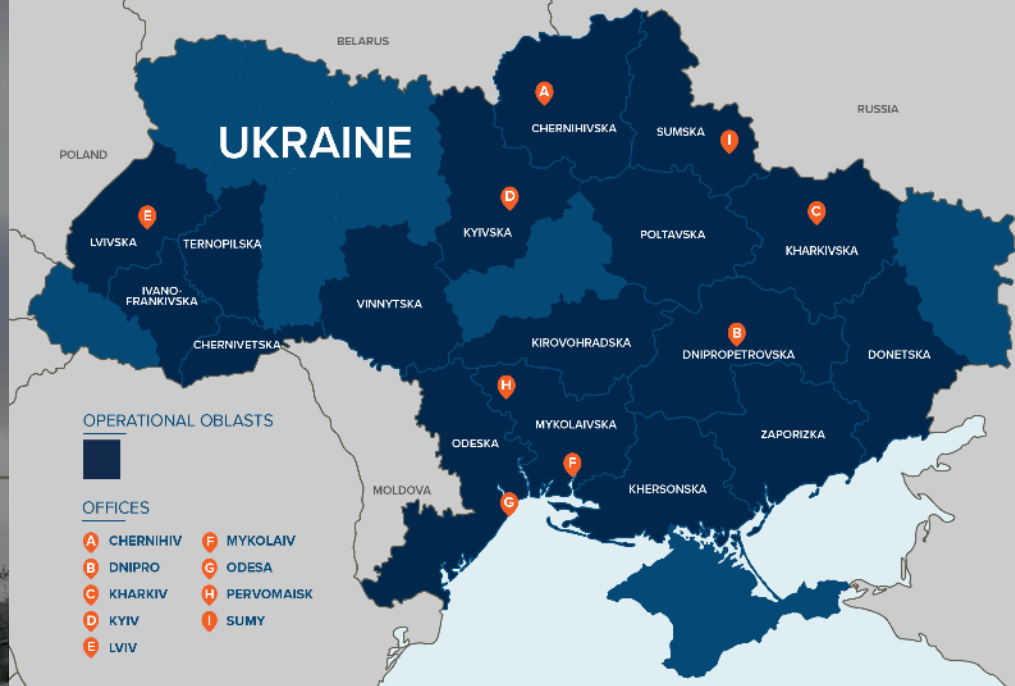 BELARUS
A
CHERNIHIVSKA
SUMSKA
I
RUSSIA
UKRAINE
POLAND
E
LVIVSKA
TERNOPILSKA
D
KYIVSKA
POLTAVSKA
C
KHARKIVSKA
IVANO-
FRANKIVSKA
VINNYTSKA
CHERNIVETSKA
KIROVOHRADSKA
B
DNIPROPETROVSKA
DONETSKA
H
ODESKA
MYKOLAIVSKA
ZAPORIZKA
F
KHERSONSKA
G
MOLDOVA
OPERATIONAL OBLASTS
OFFICES
A CHERNIHIV
B DNIPRO
C KHARKIV
D KYIV
E LVIV
F MYKOLAIV
G ODESA
H PERVOMAISK
I SUMY